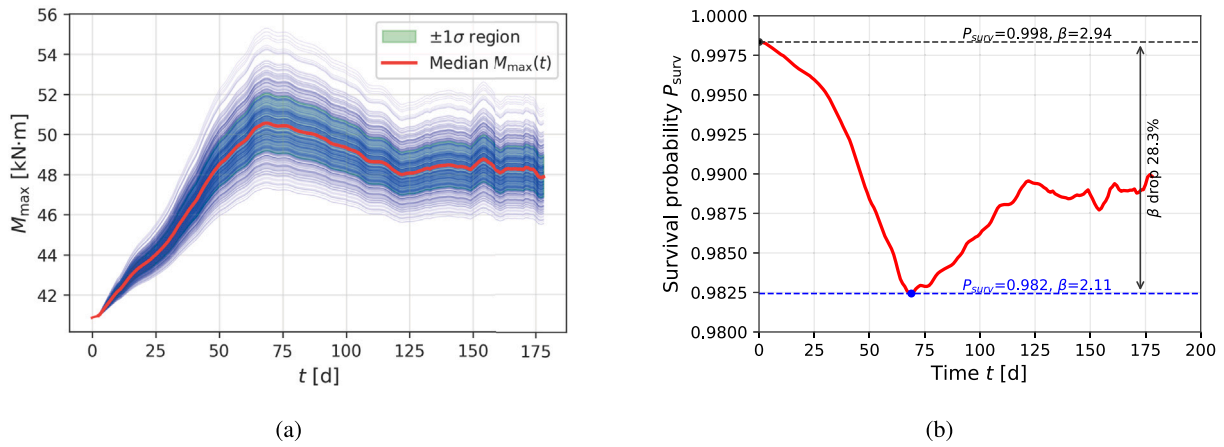 56
54
52
50
48
46
44
42
M_max [kN·m]
±1σ region
Median M_max(t)
0 25 50 75 100 125 150 175
t [d]
(a)
1.0000
0.9975
0.9950
0.9925
0.9900
0.9875
0.9850
0.9825
0.9800
Survival probability P_surv
P_surv=0.998, β=2.94
β drop 28.3%
P_surv=0.982, β=2.11
0 25 50 75 100 125 150 175 200
Time t [d]
(b)